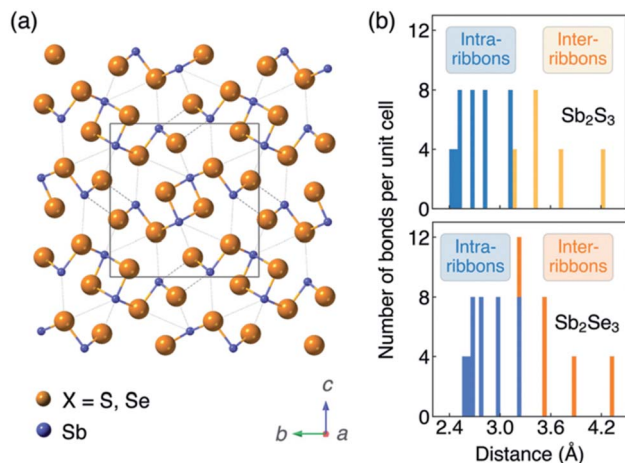 (a)
X = S, Se
Sb
c
b
a
(b)
Number of bonds per unit cell
12
8
4
0
Intra-
ribbons
Inter-
ribbons
Sb₂S₃
12
8
4
0
Intra-
ribbons
Inter-
ribbons
Sb₂Se₃
2.4 3.0 3.6 4.2
Distance (Å)